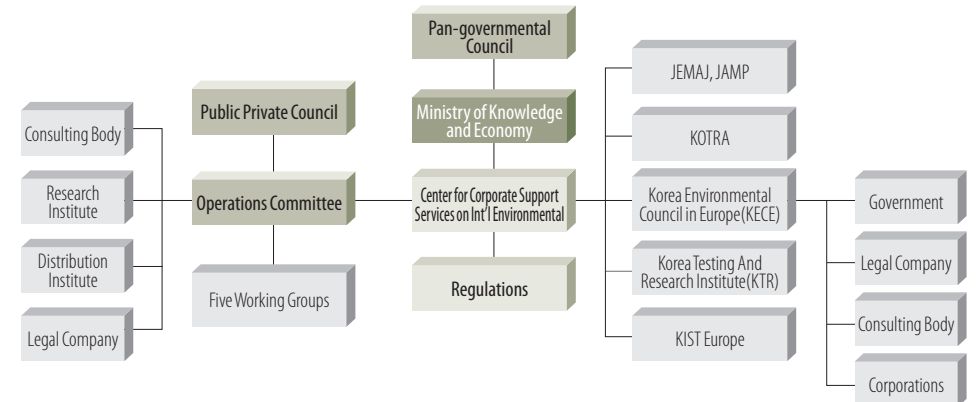 Pan-governmental
Council
Public Private Council
Ministry of Knowledge
and Economy
Consulting Body
Research
Institute
Distribution
Institute
Legal Company
Operations Committee
Five Working Groups
Center for Corporate Support
Services on Int'l Environmental
Regulations
JEMAJ, JAMP
KOTRA
Korea Environmental
Council in Europe(KECE)
Korea Testing And
Research Institute(KTR)
KIST Europe
Government
Legal Company
Consulting Body
Corporations